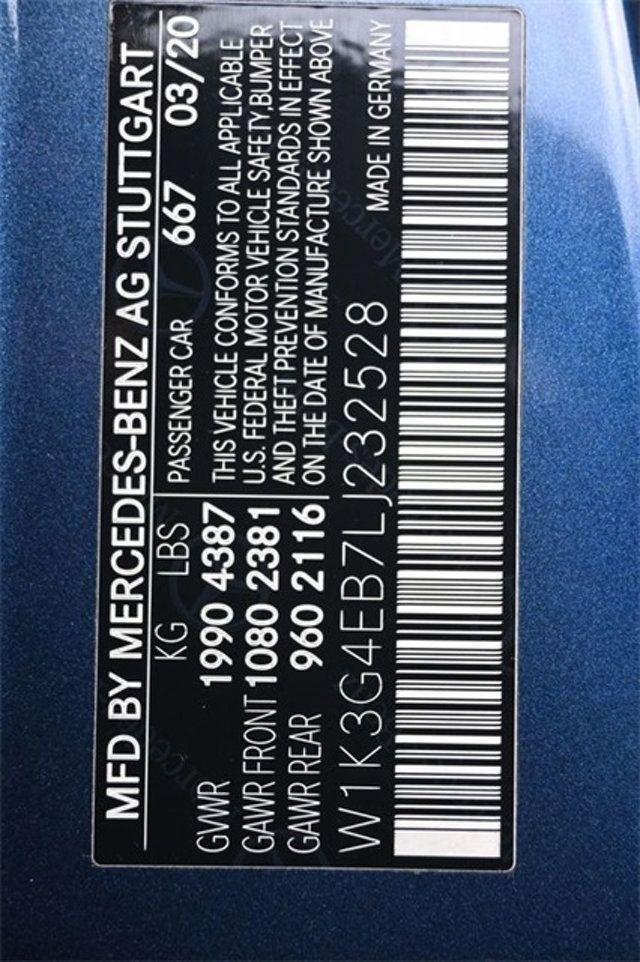 MFD BY MERCEDES-BENZ AG STUTTGART
KG LBS PASSENGER CAR 667 03/20
GVWR 1990 4387 THIS VEHICLE CONFORMS TO ALL APPLICABLE
GAWR FRONT 1080 2381 U.S. FEDERAL MOTOR VEHICLE SAFETY,BUMPER
GAWR REAR 960 2116 AND THEFT PREVENTION STANDARDS IN EFFECT
ON THE DATE OF MANUFACTURE SHOWN ABOVE
W1K3G4EB7LJ232528 MADE IN GERMANY